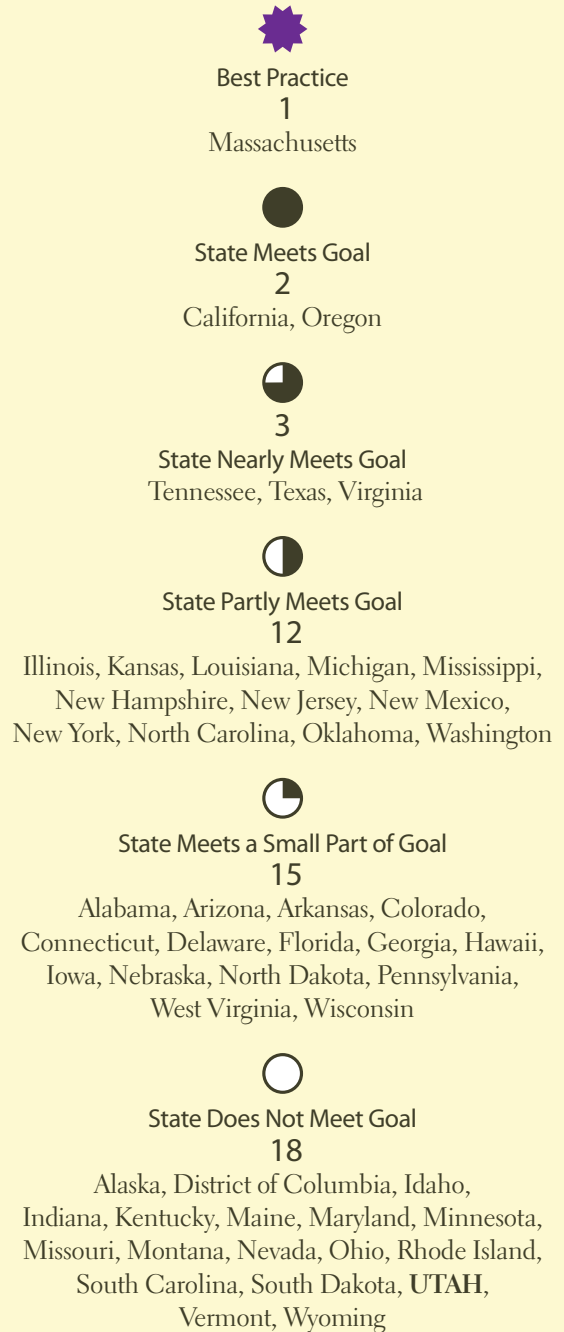 Best Practice
1
Massachusetts
State Meets Goal
2
California, Oregon
3
State Nearly Meets Goal
Tennessee, Texas, Virginia
State Partly Meets Goal
12
Illinois, Kansas, Louisiana, Michigan, Mississippi,
New Hampshire, New Jersey, New Mexico,
New York, North Carolina, Oklahoma, Washington
State Meets a Small Part of Goal
15
Alabama, Arizona, Arkansas, Colorado,
Connecticut, Delaware, Florida, Georgia, Hawaii,
Iowa, Nebraska, North Dakota, Pennsylvania,
West Virginia, Wisconsin
State Does Not Meet Goal
18
Alaska, District of Columbia, Idaho,
Indiana, Kentucky, Maine, Maryland, Minnesota,
Missouri, Montana, Nevada, Ohio, Rhode Island,
South Carolina, South Dakota, UTAH,
Vermont, Wyoming